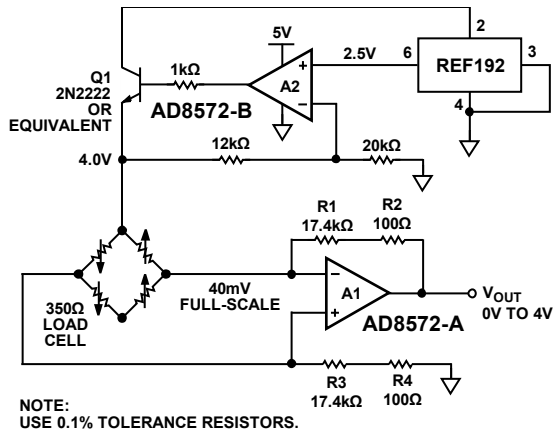 2
6
REF192
3
4
2.5V
5V
A2
+
−
AD8572-B
1kΩ
Q1
2N2222
OR
EQUIVALENT
12kΩ
20kΩ
4.0V
R1
17.4kΩ
R2
100Ω
350Ω
LOAD
CELL
40mV
FULL-SCALE
−
A1
+
AD8572-A
VOUT
0V TO 4V
R3
17.4kΩ
R4
100Ω
NOTE:
USE 0.1% TOLERANCE RESISTORS.